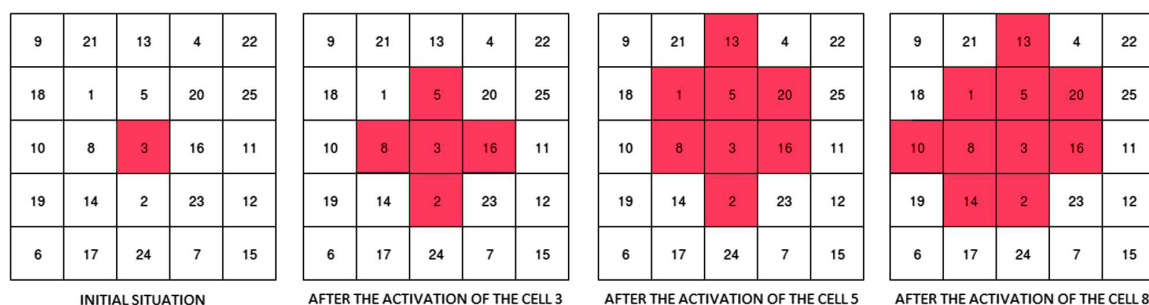 9 21 13 4 22
18 1 5 20 25
10 8 3 16 11
19 14 2 23 12
6 17 24 7 15
INITIAL SITUATION
9 21 13 4 22
18 1 5 20 25
10 8 3 16 11
19 14 2 23 12
6 17 24 7 15
AFTER THE ACTIVATION OF THE CELL 3
9 21 13 4 22
18 1 5 20 25
10 8 3 16 11
19 14 2 23 12
6 17 24 7 15
AFTER THE ACTIVATION OF THE CELL 5
9 21 13 4 22
18 1 5 20 25
10 8 3 16 11
19 14 2 23 12
6 17 24 7 15
AFTER THE ACTIVATION OF THE CELL 8